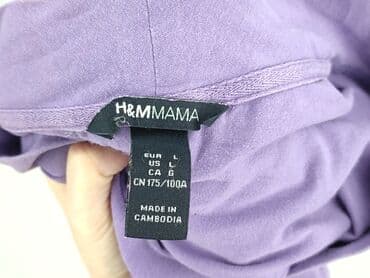 H&MMAMA
EUR L
US L
CA G
CN 175/100A
MADE IN
CAMBODIA